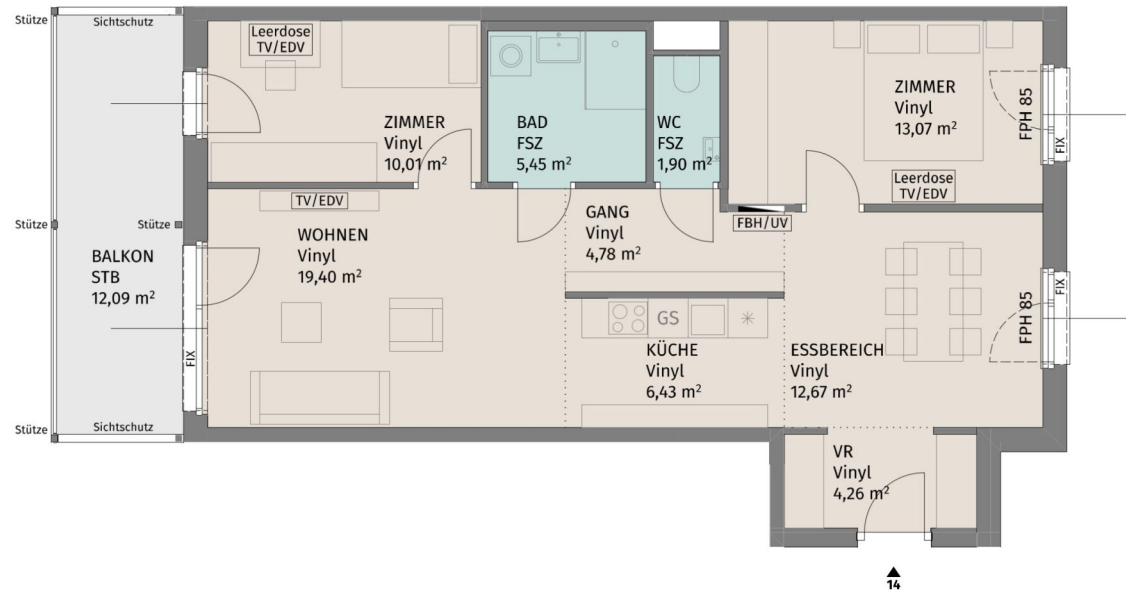 Stütze
Sichtschutz
Leerdose
TV/EDV
ZIMMER
Vinyl
10,01 m²
BAD
FSZ
5,45 m²
WC
FSZ
1,90 m²
ZIMMER
Vinyl
13,07 m²
FPH 85
FIX
Leerdose
TV/EDV
TV/EDV
Stütze
Stütze
BALKON
STB
12,09 m²
WOHNEN
Vinyl
19,40 m²
GANG
Vinyl
4,78 m²
FBH/UV
FIX
GS
KÜCHE
Vinyl
6,43 m²
ESSBEREICH
Vinyl
12,67 m²
FPH 85
FIX
Stütze
Sichtschutz
VR
Vinyl
4,26 m²
14